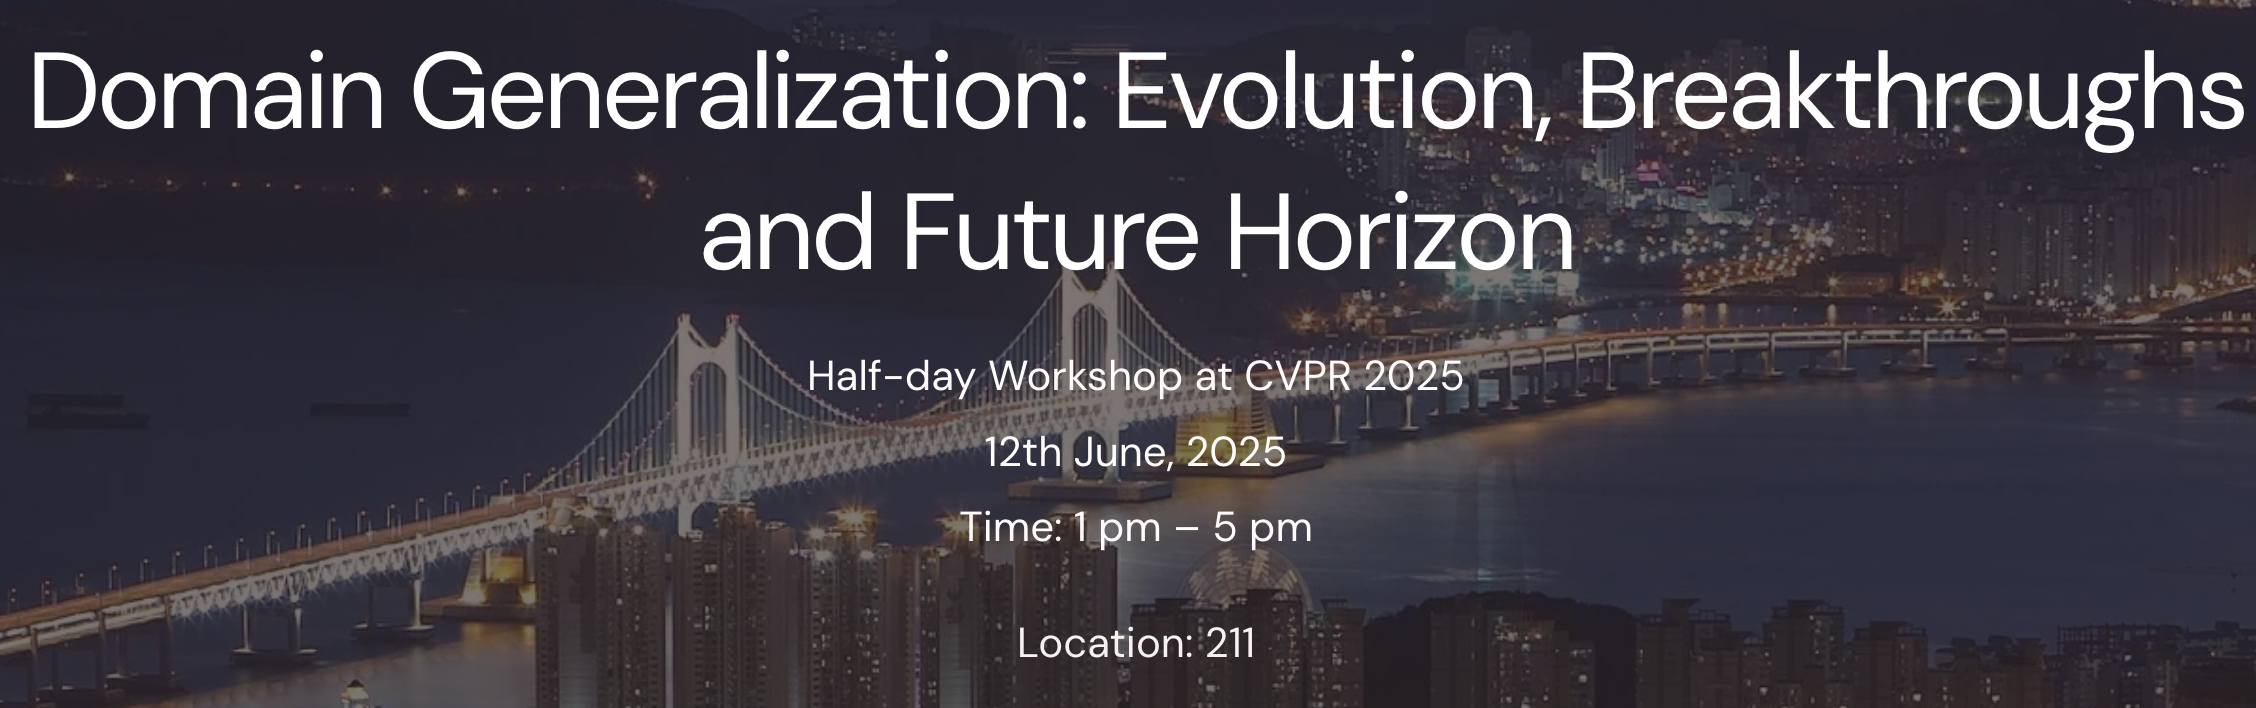 Domain Generalization: Evolution, Breakthroughs
and Future Horizon
Half-day Workshop at CVPR 2025
12th June, 2025
Time: 1 pm – 5 pm
Location: 211